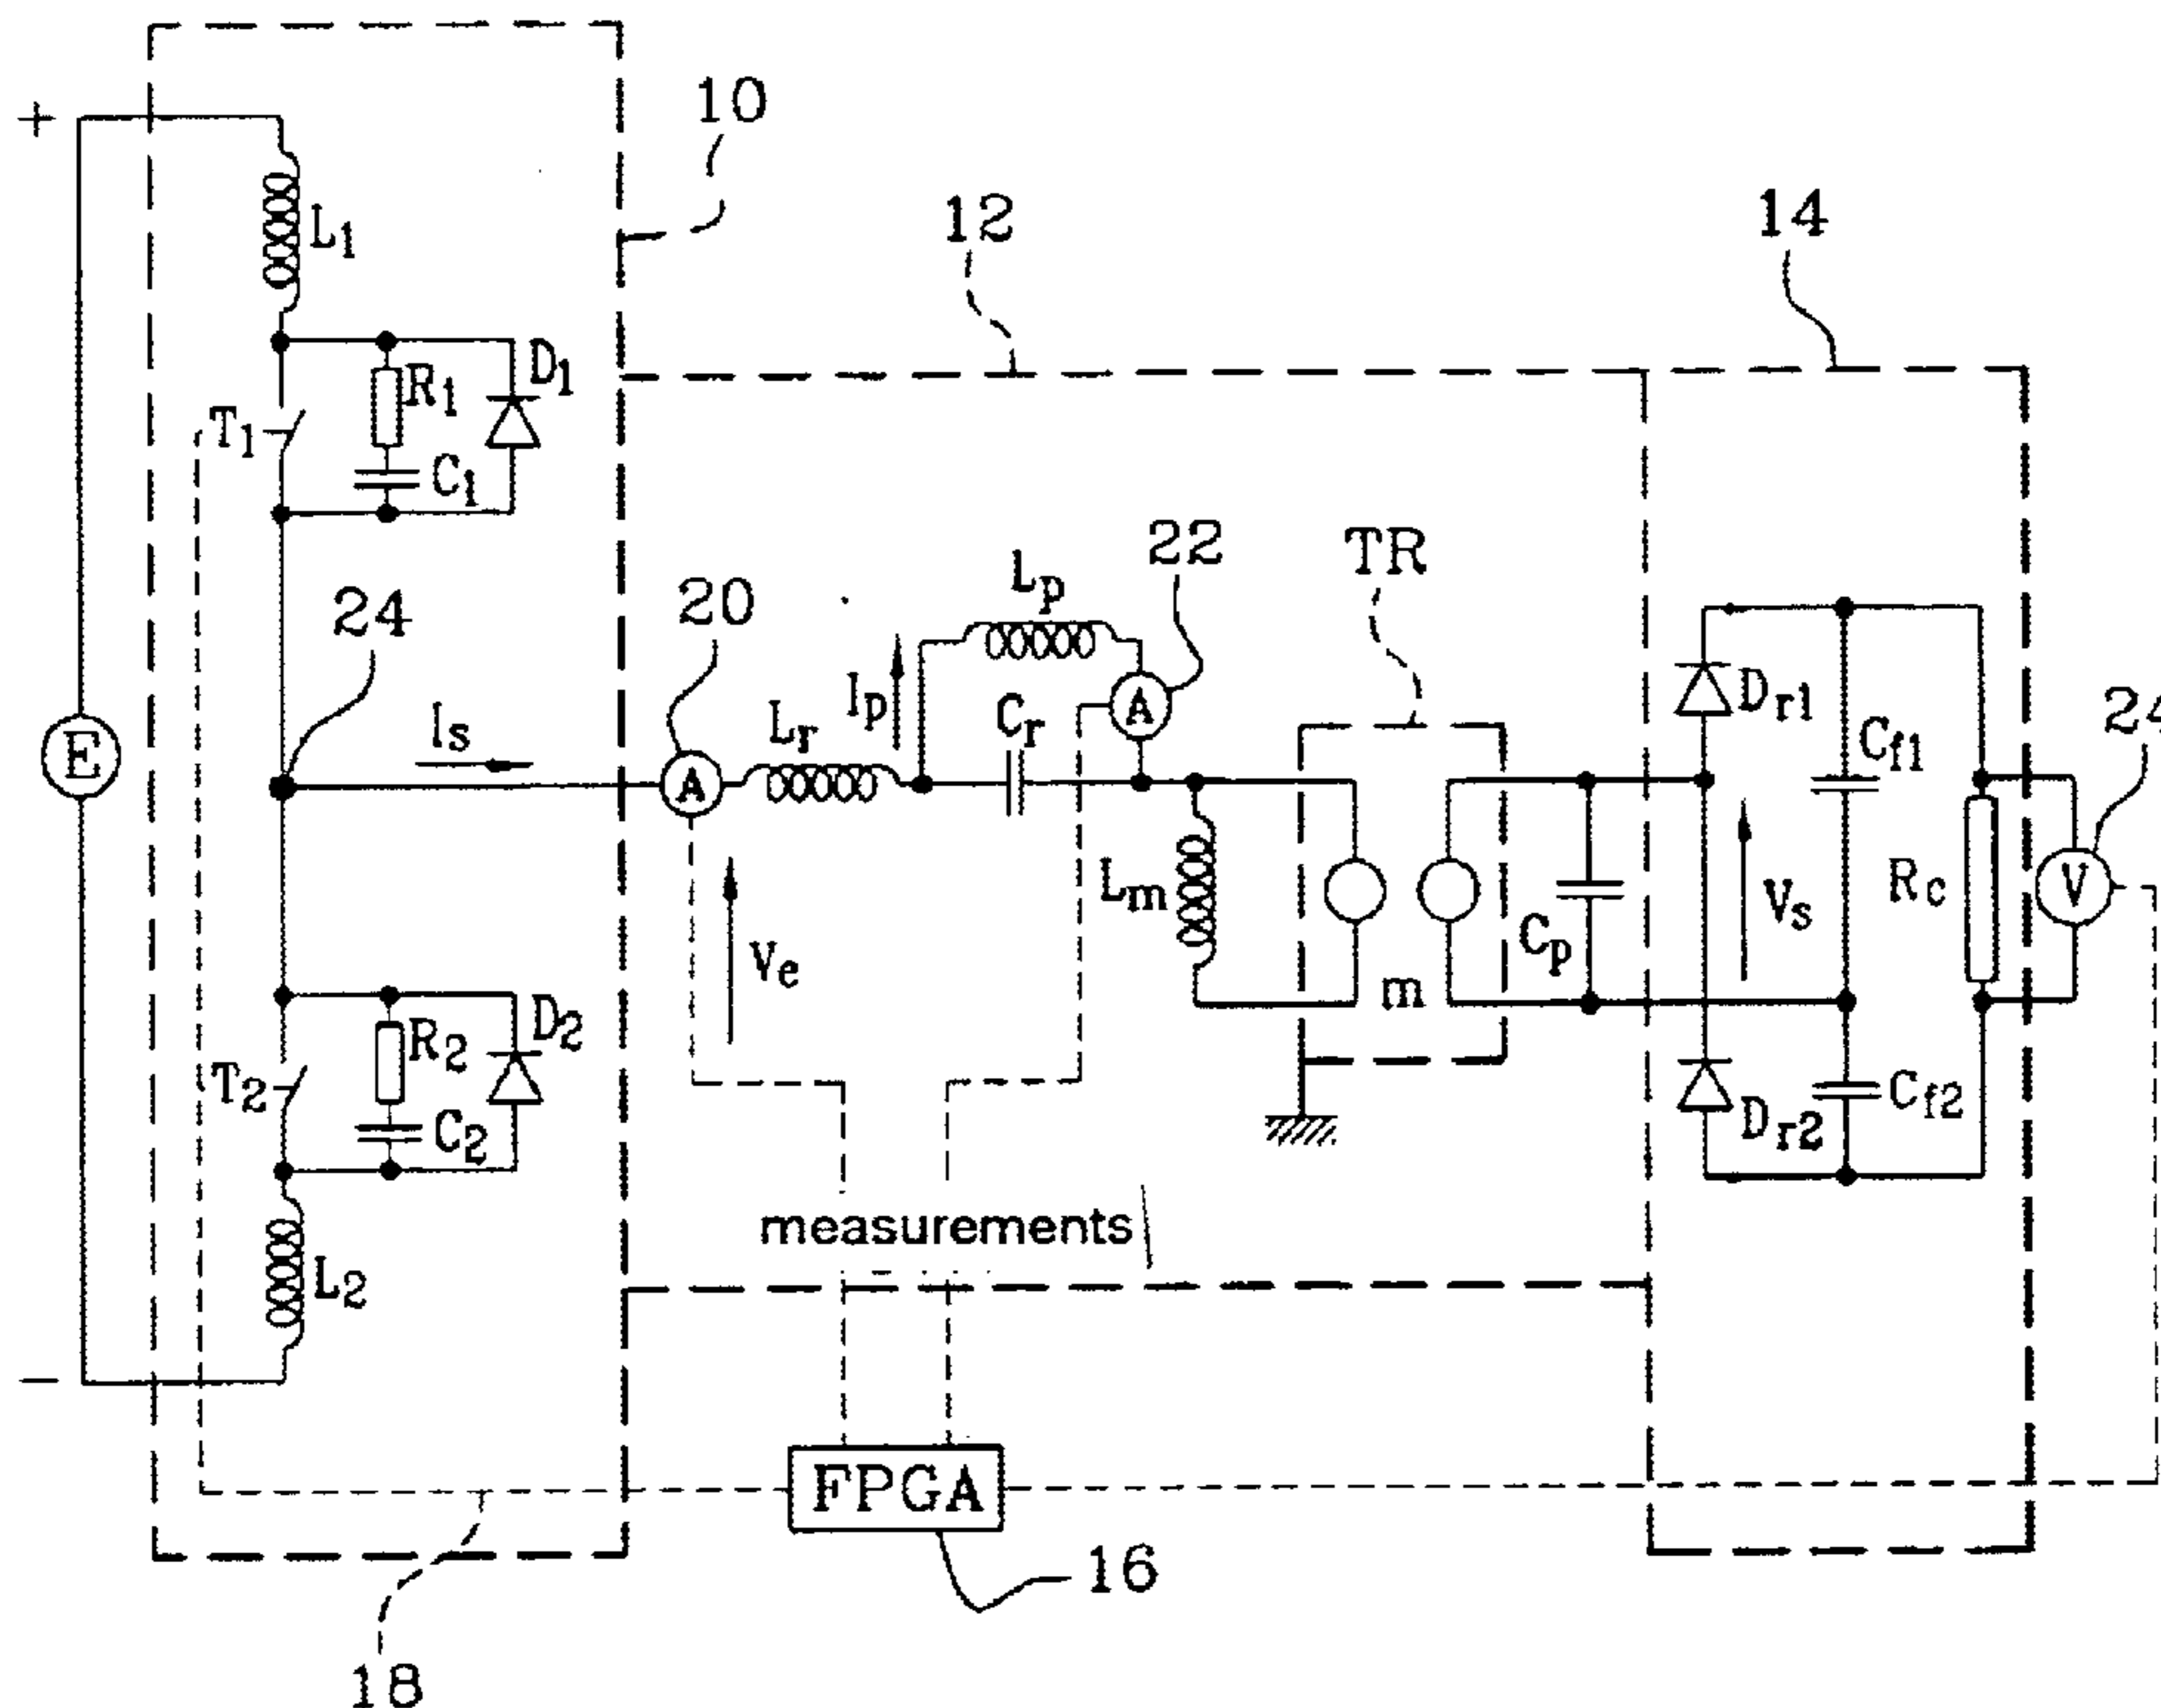 10
+
12
14
L1
D1
R1
T1
C1
22
TR
Lp
20
24
24
Dr1
Ip
Cr
Lr
Is
Cf1
E
A
A
Lm
Rc
V
Vs
Cp
Ve
m
D2
R2
T2
Cf2
Dr2
C2
measurements
L2
−
FPGA
16
18